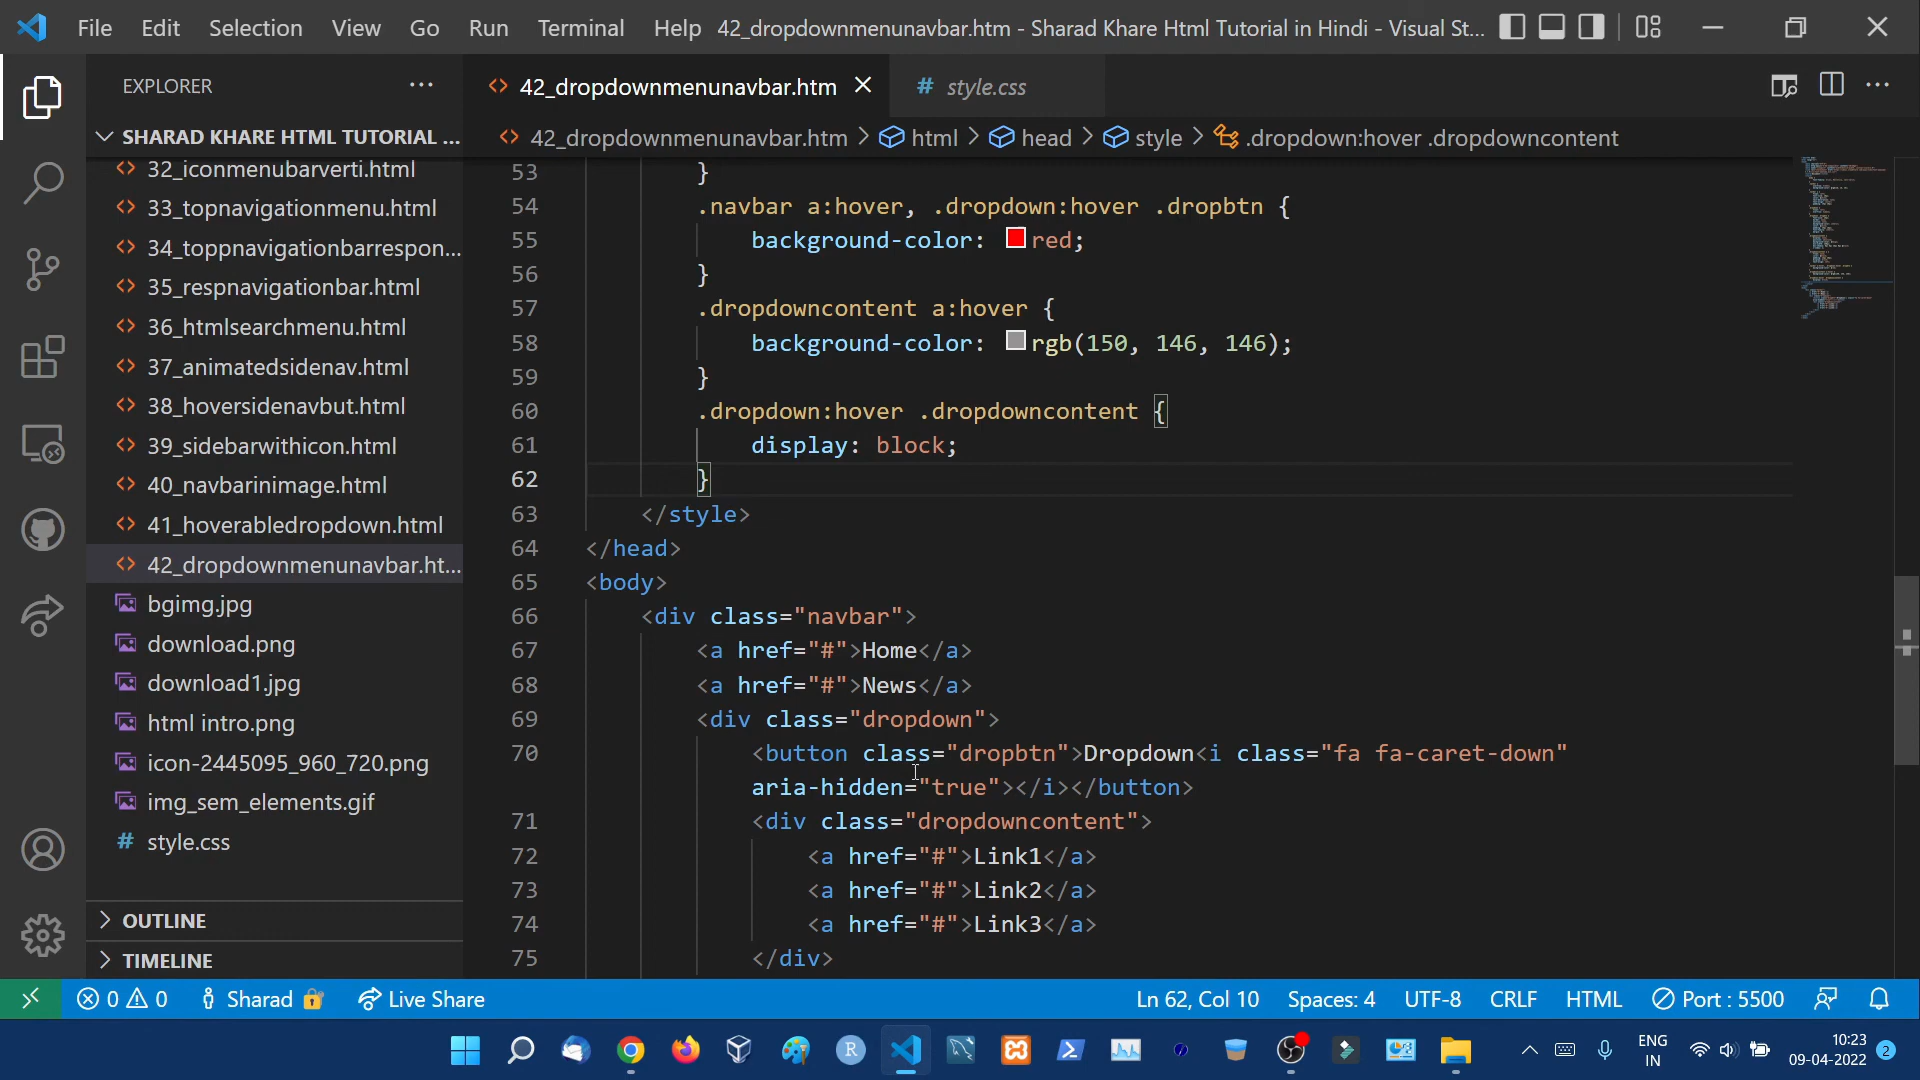 File Edit Selection View Go Run Terminal Help 42_dropdownmenunavbar.htm - Sharad Khare Html Tutorial in Hindi - Visual St...
EXPLORER
42_dropdownmenunavbar.htm
# style.css
SHARAD KHARE HTML TUTORIAL ...
42_dropdownmenunavbar.htm > html > head > style > .dropdown:hover .dropdowncontent
32_iconmenubarverti.html
33_topnavigationmenu.html
34_toppnavigationbarrespon...
35_respnavigationbar.html
36_htmlsearchmenu.html
37_animatedsidenav.html
38_hoversidenavbut.html
39_sidebarwithicon.html
40_navbarinimage.html
41_hoverabledropdown.html
42_dropdownmenunavbar.ht...
bgimg.jpg
download.png
download1.jpg
html intro.png
icon-2445095_960_720.png
img_sem_elements.gif
# style.css
OUTLINE
TIMELINE
53 }
54 .navbar a:hover, .dropdown:hover .dropbtn {
55 background-color: red;
56 }
57 .dropdowncontent a:hover {
58 background-color: rgb(150, 146, 146);
59 }
60 .dropdown:hover .dropdowncontent {
61 display: block;
62 }
63 </style>
64 </head>
65 <body>
66 <div class="navbar">
67 <a href="#">Home</a>
68 <a href="#">News</a>
69 <div class="dropdown">
70 <button class="dropbtn">Dropdown<i class="fa fa-caret-down"
aria-hidden="true"></i></button>
71 <div class="dropdowncontent">
72 <a href="#">Link1</a>
73 <a href="#">Link2</a>
74 <a href="#">Link3</a>
75 </div>
0 0 Sharad Live Share Ln 62, Col 10 Spaces: 4 UTF-8 CRLF HTML Port : 5500
R
ENG
IN
10:23
09-04-2022
2